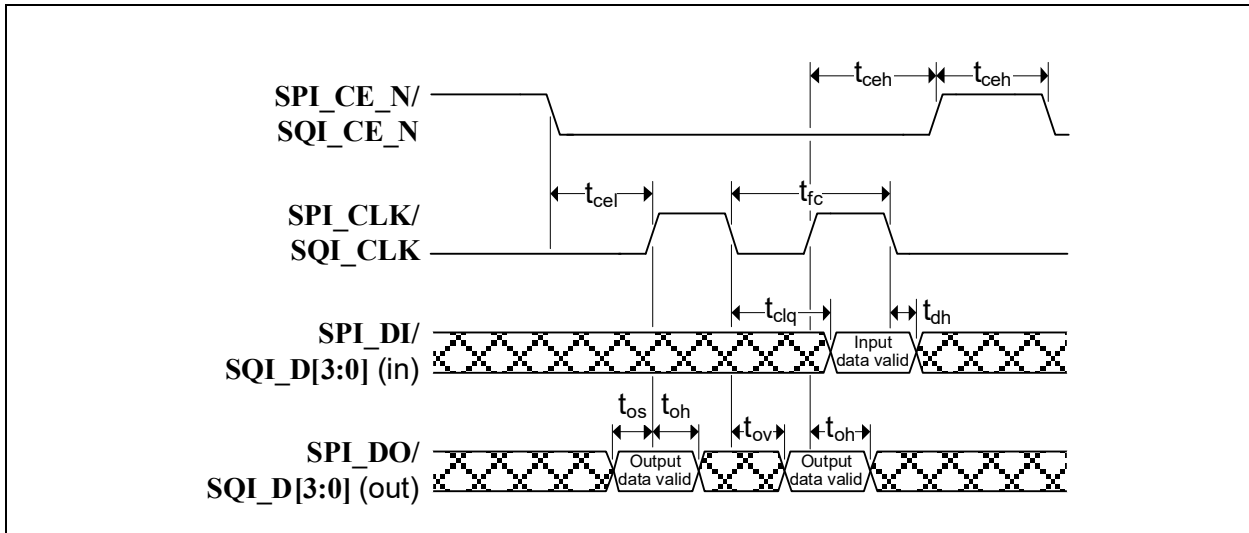 t_ceh t_ceh
SPI_CE_N/
SQI_CE_N
t_cel t_fc
SPI_CLK/
SQI_CLK
t_clq t_dh
SPI_DI/ Input
SQI_D[3:0] (in) data valid
t_os t_oh t_ov t_oh
SPI_DO/ Output Output
SQI_D[3:0] (out) data valid data valid